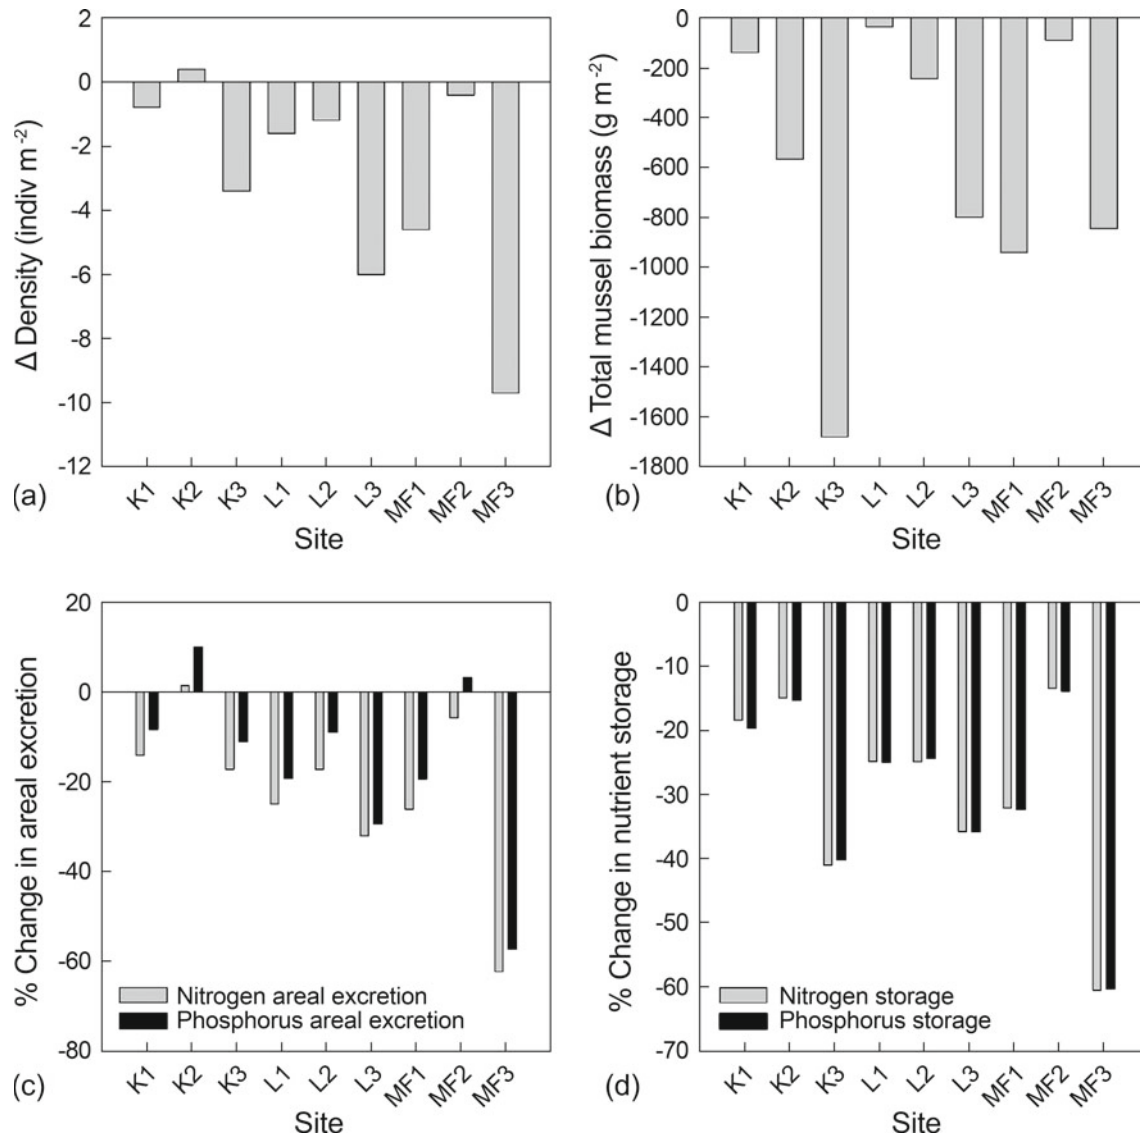 2
0
-2
-4
-6
-8
-10
-12
Δ Density (indiv m⁻²)
K1 K2 K3 L1 L2 L3 MF1 MF2 MF3
(a)
Site
0
-200
-400
-600
-800
-1000
-1200
-1400
-1600
-1800
Δ Total mussel biomass (g m⁻²)
K1 K2 K3 L1 L2 L3 MF1 MF2 MF3
(b)
Site
20
0
-20
-40
-60
-80
% Change in areal excretion
Nitrogen areal excretion
Phosphorus areal excretion
K1 K2 K3 L1 L2 L3 MF1 MF2 MF3
(c)
Site
0
-10
-20
-30
-40
-50
-60
-70
% Change in nutrient storage
Nitrogen storage
Phosphorus storage
K1 K2 K3 L1 L2 L3 MF1 MF2 MF3
(d)
Site